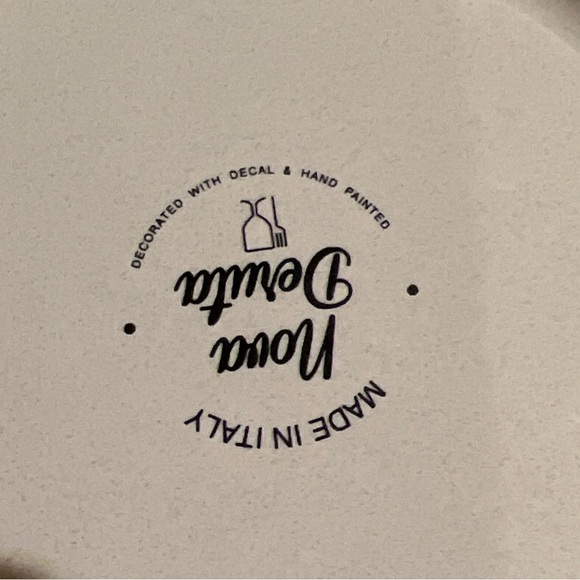 MADE IN ITALY
Nova
Deruta
DECORATED WITH DECAL & HAND PAINTED